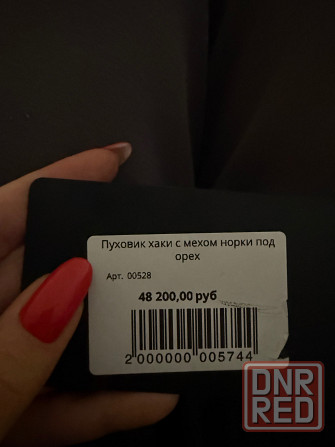 Пуховик хаки с мехом норки под
орех
Арт. 00528
48 200,00 руб
2 000000 005744
DNR
RED